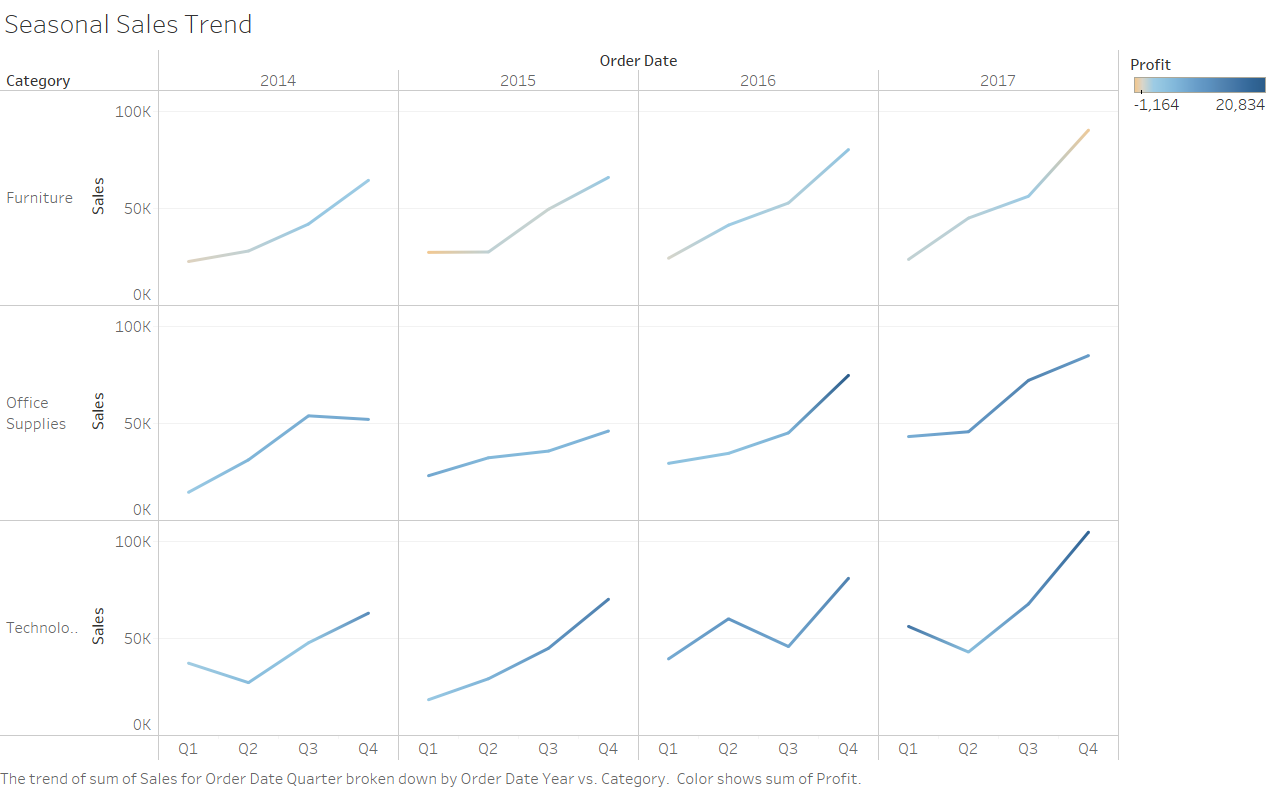 Seasonal Sales Trend
Order Date
Category 2014 2015 2016 2017
Profit
-1,164 20,834
Furniture
Sales
100K
50K
0K
Office
Supplies
Sales
100K
50K
0K
Technolo..
Sales
100K
50K
0K
Q1 Q2 Q3 Q4 Q1 Q2 Q3 Q4 Q1 Q2 Q3 Q4 Q1 Q2 Q3 Q4
The trend of sum of Sales for Order Date Quarter broken down by Order Date Year vs. Category.  Color shows sum of Profit.